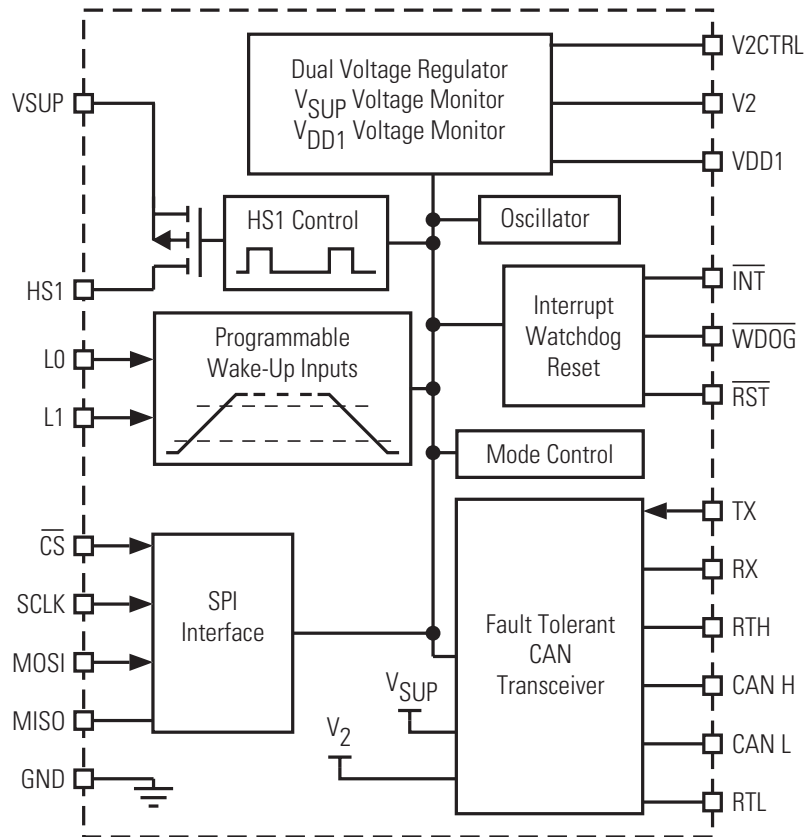 V2CTRL
Dual Voltage Regulator
VSUP Voltage Monitor
VDD1 Voltage Monitor
VSUP
V2
VDD1
HS1 Control
Oscillator
HS1
INT
Interrupt
Watchdog
Reset
WDOG
RST
L0
L1
Programmable
Wake-Up Inputs
Mode Control
CS
SCLK
MOSI
MISO
GND
SPI
Interface
TX
RX
RTH
CAN H
CAN L
RTL
Fault Tolerant
CAN
Transceiver
VSUP
V2